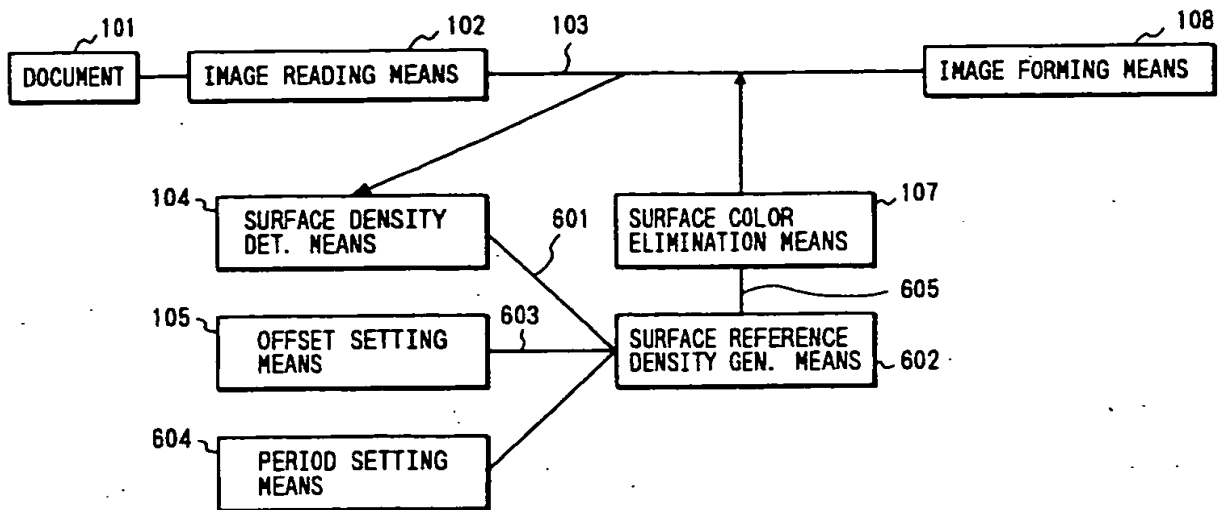 101
102
103
108
DOCUMENT
IMAGE READING MEANS
IMAGE FORMING MEANS
104
SURFACE DENSITY
DET. MEANS
601
107
SURFACE COLOR
ELIMINATION MEANS
605
105
OFFSET SETTING
MEANS
603
SURFACE REFERENCE
DENSITY GEN. MEANS
602
604
PERIOD SETTING
MEANS